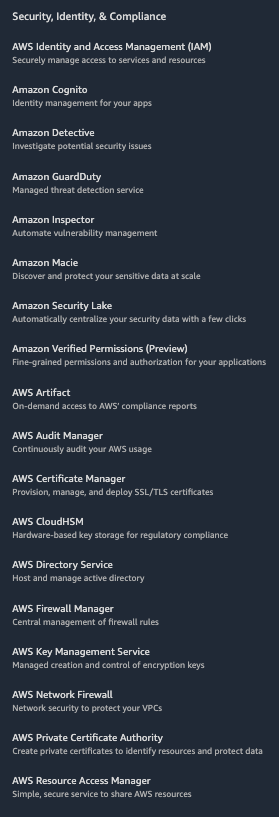 Security, Identity, & Compliance
AWS Identity and Access Management (IAM)
Securely manage access to services and resources
Amazon Cognito
Identity management for your apps
Amazon Detective
Investigate potential security issues
Amazon GuardDuty
Managed threat detection service
Amazon Inspector
Automate vulnerability management
Amazon Macie
Discover and protect your sensitive data at scale
Amazon Security Lake
Automatically centralize your security data with a few clicks
Amazon Verified Permissions (Preview)
Fine-grained permissions and authorization for your applications
AWS Artifact
On-demand access to AWS' compliance reports
AWS Audit Manager
Continuously audit your AWS usage
AWS Certificate Manager
Provision, manage, and deploy SSL/TLS certificates
AWS CloudHSM
Hardware-based key storage for regulatory compliance
AWS Directory Service
Host and manage active directory
AWS Firewall Manager
Central management of firewall rules
AWS Key Management Service
Managed creation and control of encryption keys
AWS Network Firewall
Network security to protect your VPCs
AWS Private Certificate Authority
Create private certificates to identify resources and protect data
AWS Resource Access Manager
Simple, secure service to share AWS resources